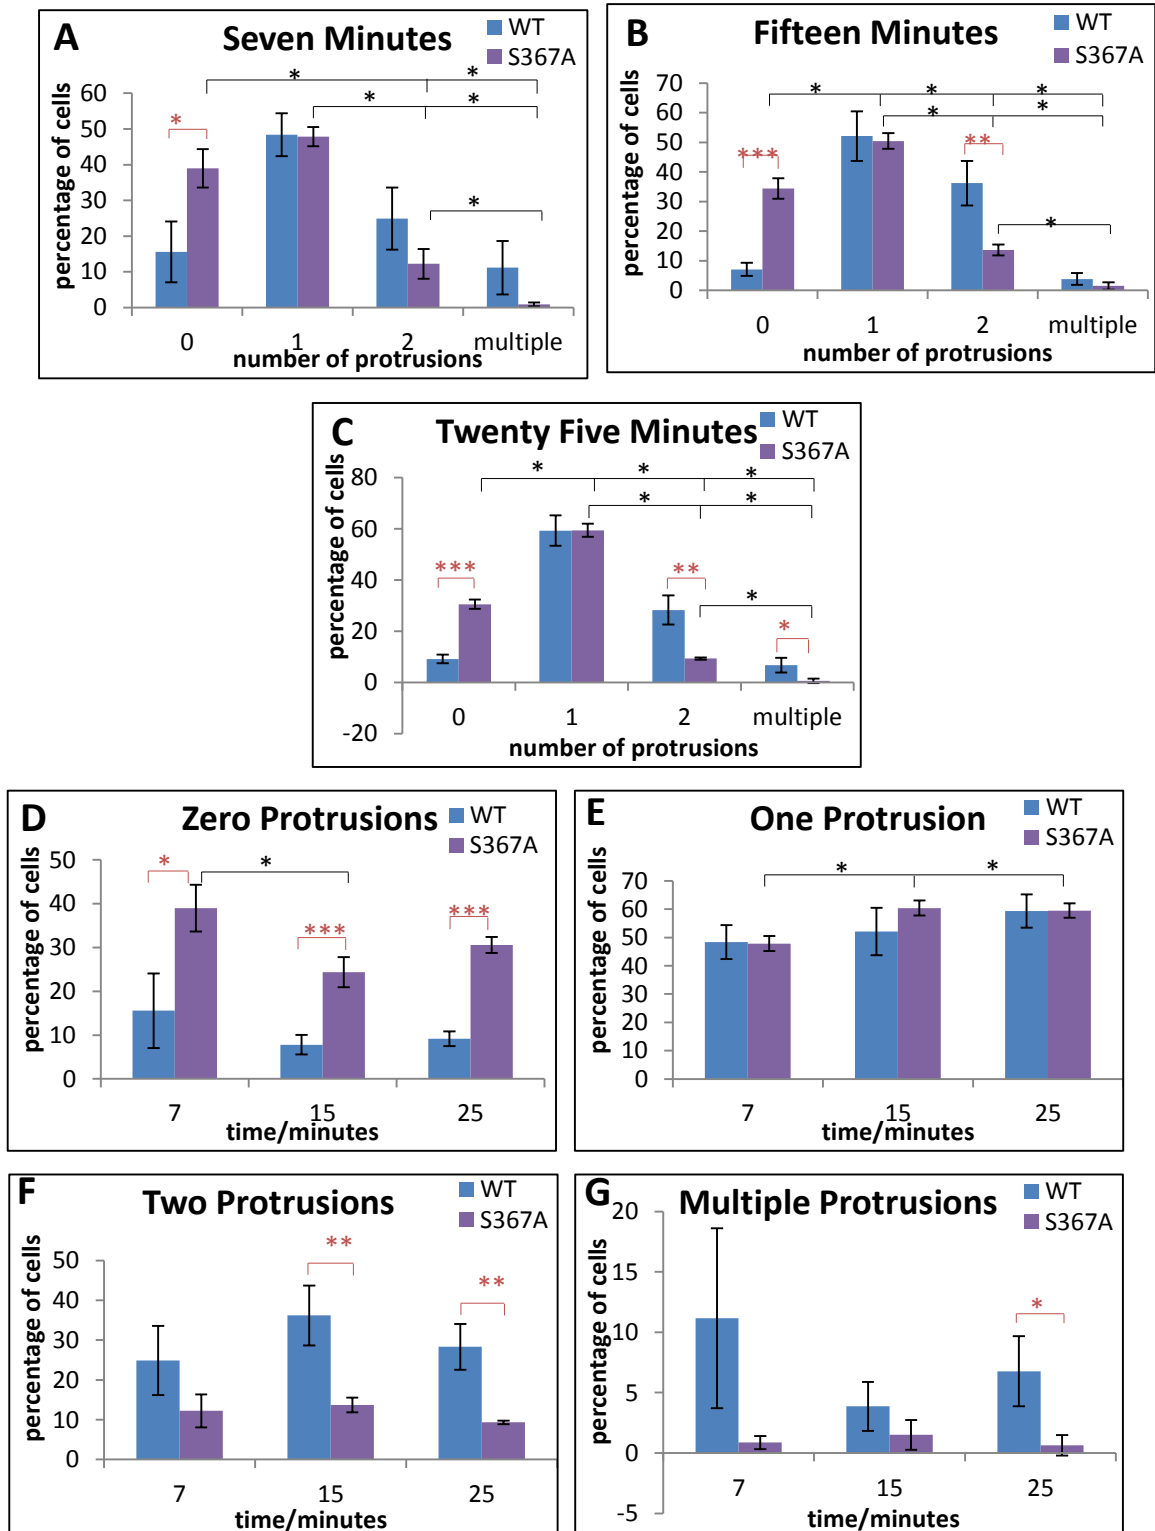 A
Seven Minutes
WT
S367A
percentage of cells
60
50
40
30
20
10
0
*
*
*
*
*
*
0
1
2
multiple
number of protrusions
B
Fifteen Minutes
WT
S367A
percentage of cells
70
60
50
40
30
20
10
0
*
*
*
*
*
***
**
*
0
1
2
multiple
number of protrusions
C
Twenty Five Minutes
WT
S367A
percentage of cells
80
60
40
20
0
-20
*
*
*
*
*
***
**
*
*
0
1
2
multiple
number of protrusions
D
Zero Protrusions
WT
S367A
percentage of cells
50
40
30
20
10
0
*
*
***
***
7
15
25
time/minutes
E
One Protrusion
WT
S367A
percentage of cells
70
60
50
40
30
20
10
0
*
*
7
15
25
time/minutes
F
Two Protrusions
WT
S367A
percentage of cells
50
40
30
20
10
0
**
**
7
15
25
time/minutes
G
Multiple Protrusions
WT
S367A
percentage of cells
20
15
10
5
0
-5
*
7
15
25
time/minutes